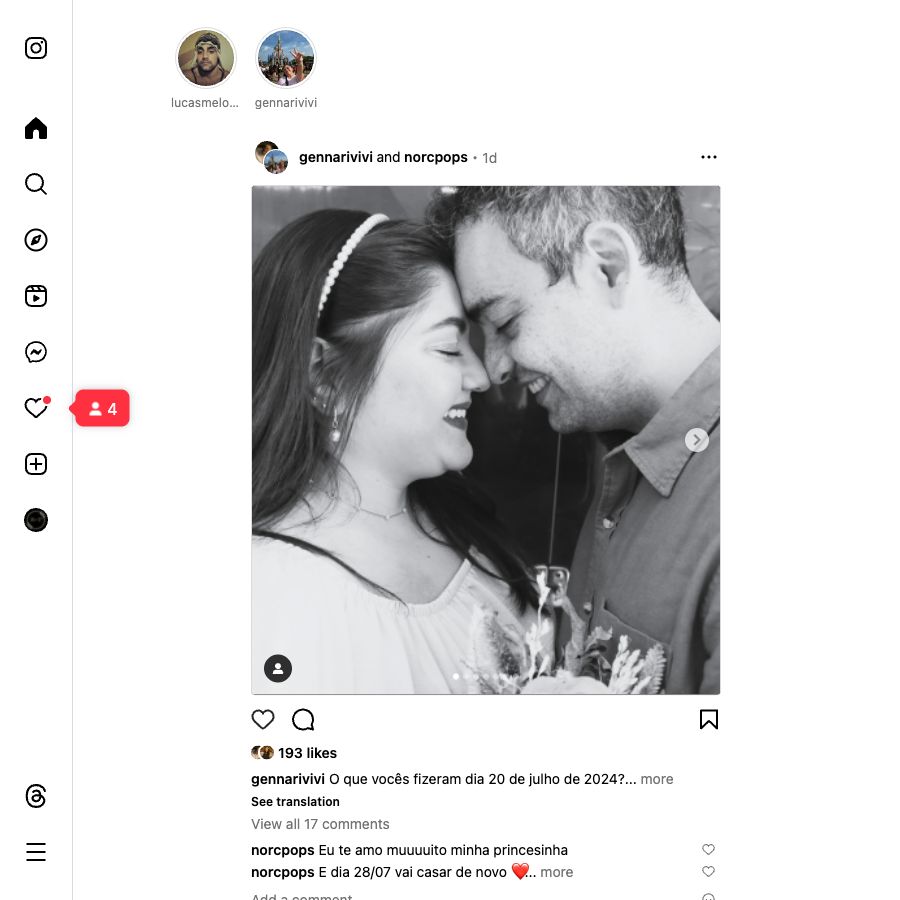 lucasmelo...
gennarivivi
gennarivivi and norcpops • 1d
4
193 likes
gennarivivi O que vocês fizeram dia 20 de julho de 2024?... more
See translation
View all 17 comments
norcpops Eu te amo muuuuito minha princesinha
norcpops E dia 28/07 vai casar de novo ❤️... more
Add a comment...